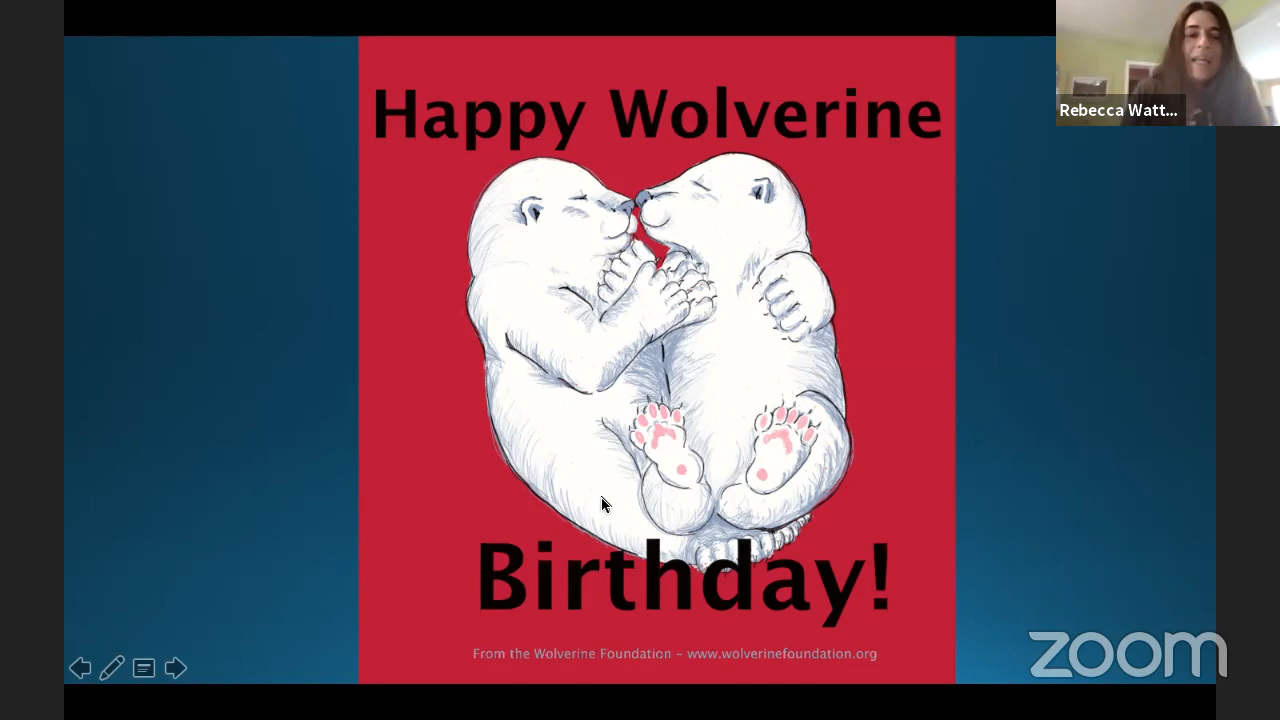 Happy Wolverine
Birthday!
From the Wolverine Foundation – www.wolverinefoundation.org
Rebecca Watt...
zoom